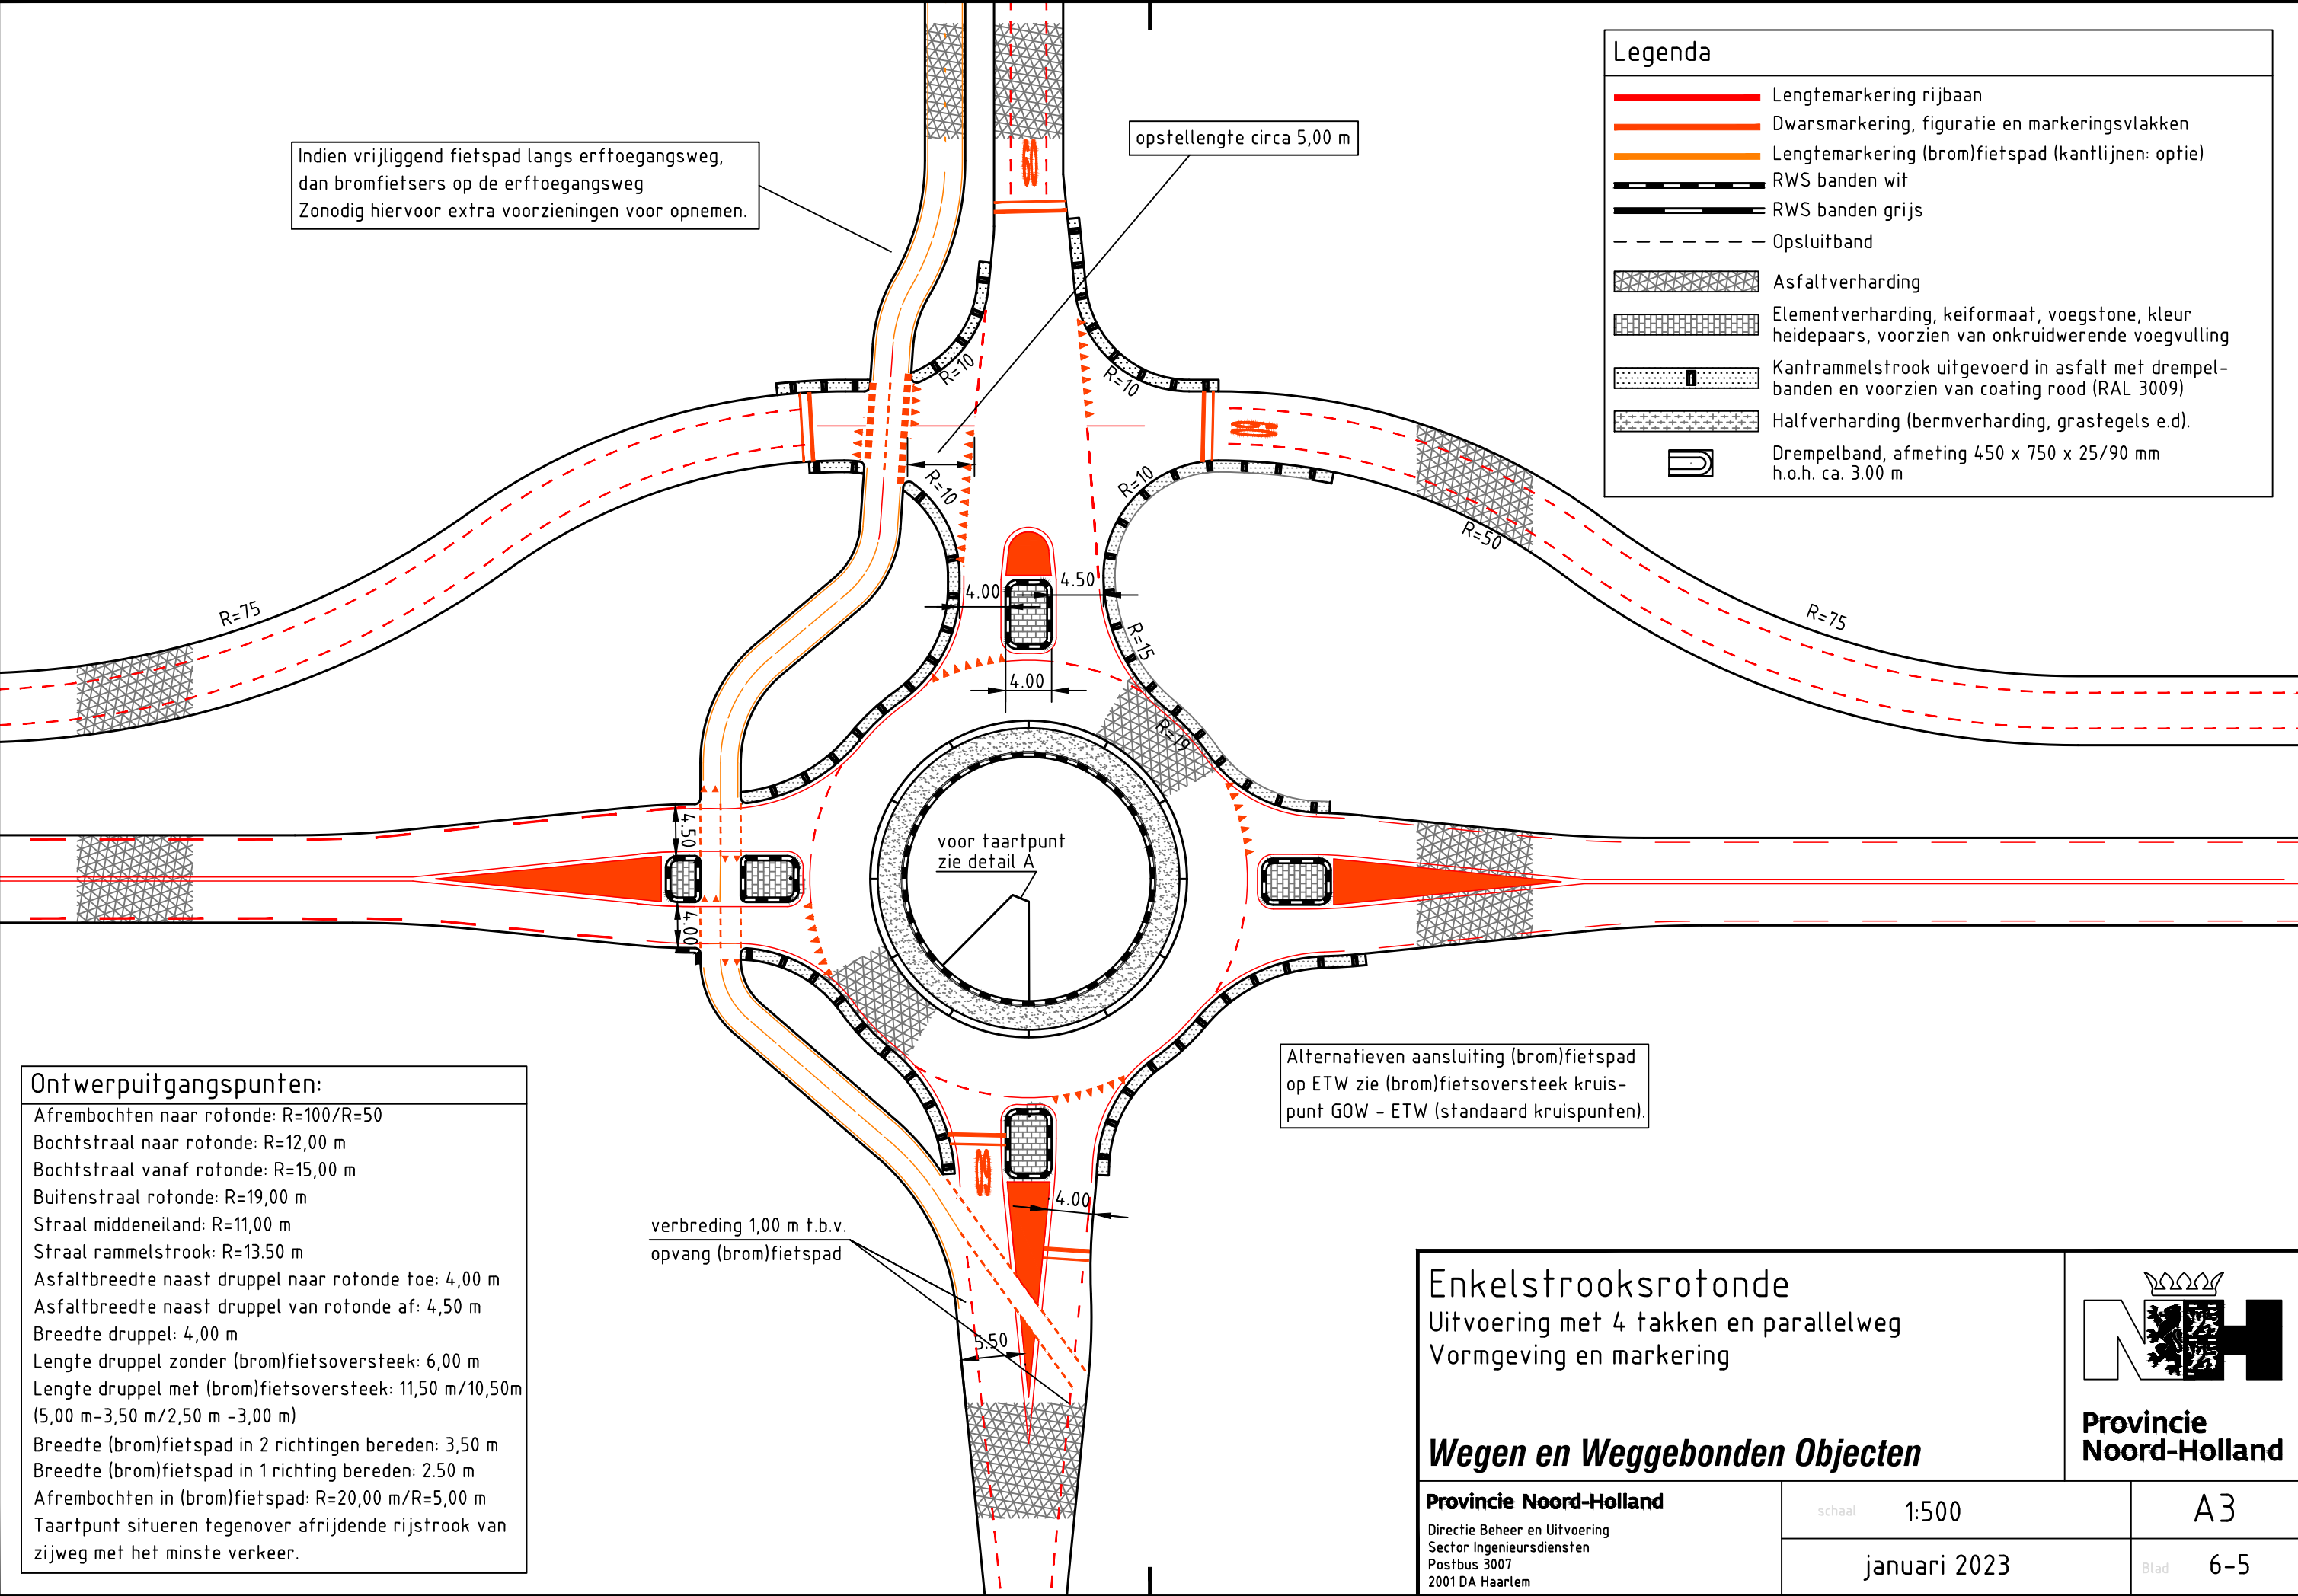 Legenda
Lengtemarkering rijbaan
Dwarsmarkering, figuratie en markeringsvlakken
Lengtemarkering (brom)fietspad (kantlijnen: optie)
RWS banden wit
RWS banden grijs
Opsluitband
Asfaltverharding
Elementverharding, keiformaat, voegstone, kleur
heidepaars, voorzien van onkruidwerende voegvulling
Kantrammelstrook uitgevoerd in asfalt met drempel-
banden en voorzien van coating rood (RAL 3009)
Halfverharding (bermverharding, grastegels e.d).
Drempelband, afmeting 450 x 750 x 25/90 mm
h.o.h. ca. 3.00 m
Indien vrijliggend fietspad langs erftoegangsweg,
dan bromfietsers op de erftoegangsweg
Zonodig hiervoor extra voorzieningen voor opnemen.
opstellengte circa 5,00 m
60
R=10
R=10
60
R=10
R=10
R=50
R=75
R=75
4.00
4.50
R=15
4.00
R=19
4.50
voor taartpunt
zie detail A
4.00
Alternatieven aansluiting (brom)fietspad
op ETW zie (brom)fietsoversteek kruis-
punt GOW - ETW (standaard kruispunten).
60
4.00
verbreding 1,00 m t.b.v.
opvang (brom)fietspad
5.50
Ontwerpuitgangspunten:
Afrembochten naar rotonde: R=100/R=50
Bochtstraal naar rotonde: R=12,00 m
Bochtstraal vanaf rotonde: R=15,00 m
Buitenstraal rotonde: R=19,00 m
Straal middeneiland: R=11,00 m
Straal rammelstrook: R=13.50 m
Asfaltbreedte naast druppel naar rotonde toe: 4,00 m
Asfaltbreedte naast druppel van rotonde af: 4,50 m
Breedte druppel: 4,00 m
Lengte druppel zonder (brom)fietsoversteek: 6,00 m
Lengte druppel met (brom)fietsoversteek: 11,50 m/10,50m
(5,00 m-3,50 m/2,50 m -3,00 m)
Breedte (brom)fietspad in 2 richtingen bereden: 3,50 m
Breedte (brom)fietspad in 1 richting bereden: 2.50 m
Afrembochten in (brom)fietspad: R=20,00 m/R=5,00 m
Taartpunt situeren tegenover afrijdende rijstrook van
zijweg met het minste verkeer.
Enkelstrooksrotonde
Uitvoering met 4 takken en parallelweg
Vormgeving en markering
Wegen en Weggebonden Objecten
NH
Provincie
Noord-Holland
Provincie Noord-Holland
Directie Beheer en Uitvoering
Sector Ingenieursdiensten
Postbus 3007
2001 DA Haarlem
schaal 1:500
A3
januari 2023
Blad 6-5